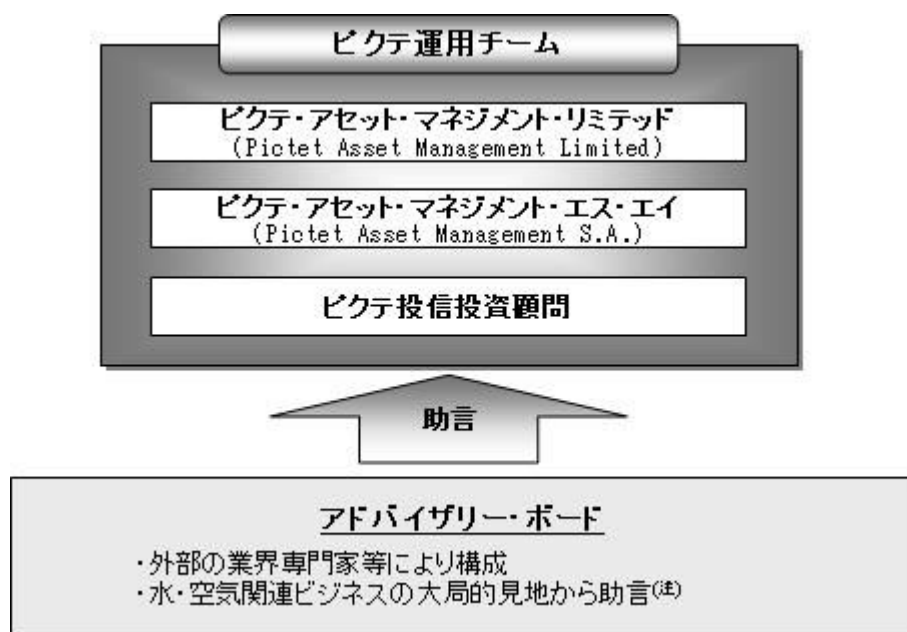 ピクテ運用チーム
ピクテ・アセット・マネジメント・リミテッド
(Pictet Asset Management Limited)
ピクテ・アセット・マネジメント・エス・エイ
(Pictet Asset Management S.A.)
ピクテ投信投資顧問
助言
アドバイザリー・ボード
・外部の業界専門家等により構成
・水・空気関連ビジネスの大局的見地から助言(注)